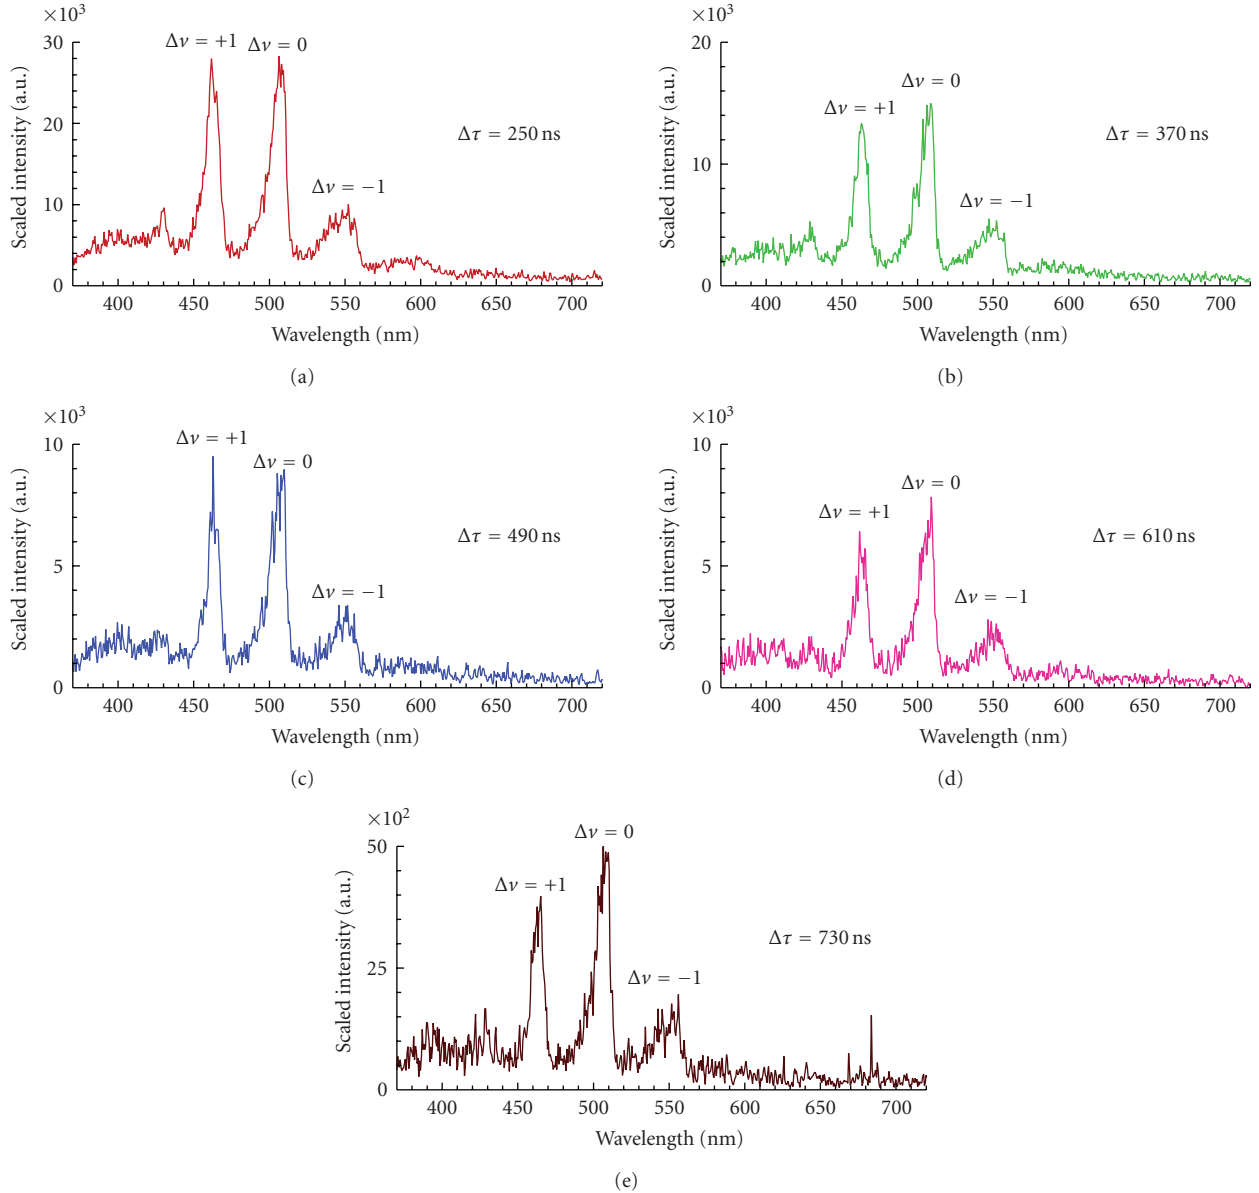 ×10³
Δν = +1
Δν = 0
30
20
10
0
Δν = −1
Δτ = 250 ns
Scaled intensity (a.u.)
400 450 500 550 600 650 700
Wavelength (nm)
(a)
×10³
20
10
0
Δν = +1
Δν = 0
Δν = −1
Δτ = 370 ns
Scaled intensity (a.u.)
400 450 500 550 600 650 700
Wavelength (nm)
(b)
×10³
10
5
0
Δν = +1
Δν = 0
Δν = −1
Δτ = 490 ns
Scaled intensity (a.u.)
400 450 500 550 600 650 700
Wavelength (nm)
(c)
×10³
10
5
0
Δν = +1
Δν = 0
Δν = −1
Δτ = 610 ns
Scaled intensity (a.u.)
400 450 500 550 600 650 700
Wavelength (nm)
(d)
×10²
50
25
0
Δν = +1
Δν = 0
Δν = −1
Δτ = 730 ns
Scaled intensity (a.u.)
400 450 500 550 600 650 700
Wavelength (nm)
(e)